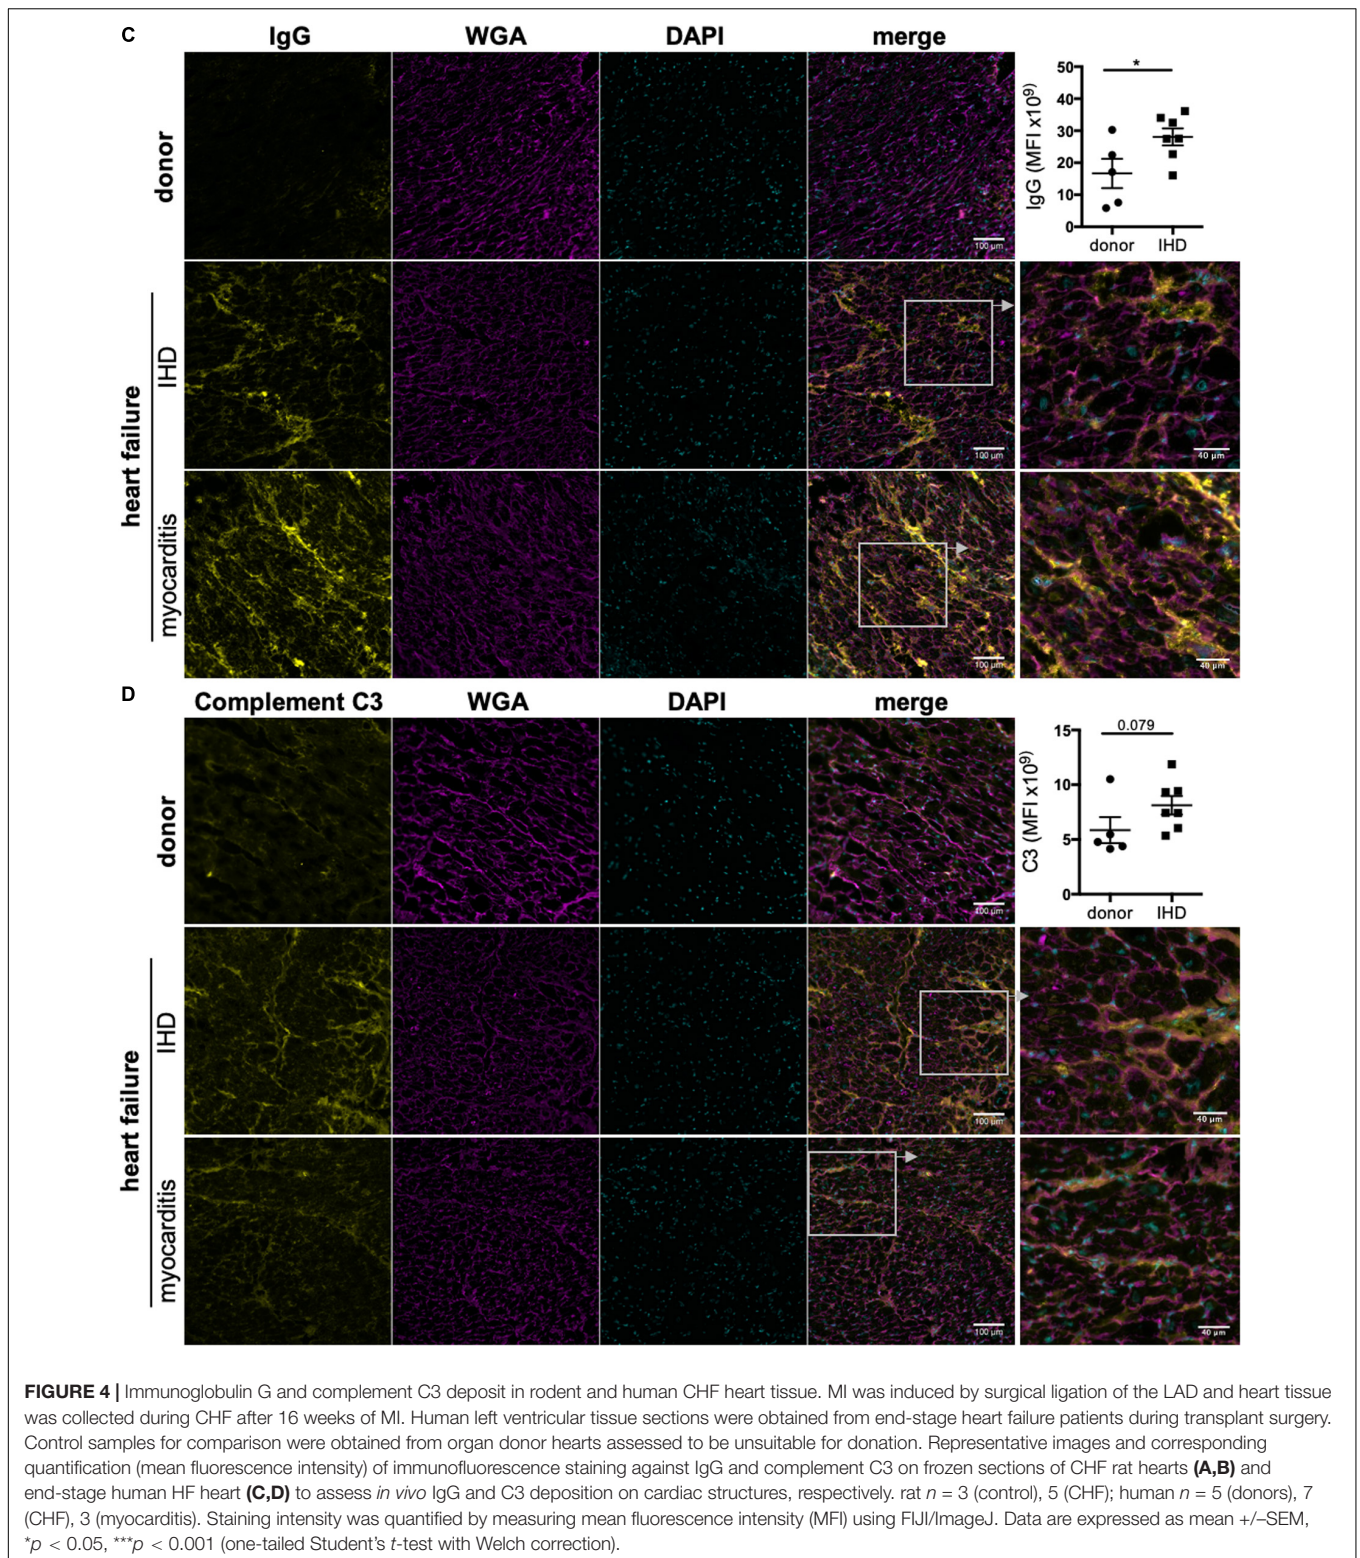 C
IgG WGA DAPI merge
donor
100 µm
IgG (MFI x10⁹)
50
40
30
20
10
0
*
donor IHD
heart failure
IHD
100 µm
40 µm
myocarditis
100 µm
40 µm
D
Complement C3 WGA DAPI merge
donor
100 µm
C3 (MFI x10⁹)
15
10
5
0
0.079
donor IHD
heart failure
IHD
100 µm
40 µm
myocarditis
100 µm
40 µm
FIGURE 4 | Immunoglobulin G and complement C3 deposit in rodent and human CHF heart tissue. MI was induced by surgical ligation of the LAD and heart tissue
was collected during CHF after 16 weeks of MI. Human left ventricular tissue sections were obtained from end-stage heart failure patients during transplant surgery.
Control samples for comparison were obtained from organ donor hearts assessed to be unsuitable for donation. Representative images and corresponding
quantification (mean fluorescence intensity) of immunofluorescence staining against IgG and complement C3 on frozen sections of CHF rat hearts (A,B) and
end-stage human HF heart (C,D) to assess in vivo IgG and C3 deposition on cardiac structures, respectively. rat n = 3 (control), 5 (CHF); human n = 5 (donors), 7
(CHF), 3 (myocarditis). Staining intensity was quantified by measuring mean fluorescence intensity (MFI) using FIJI/ImageJ. Data are expressed as mean +/–SEM,
*p < 0.05, ***p < 0.001 (one-tailed Student's t-test with Welch correction).